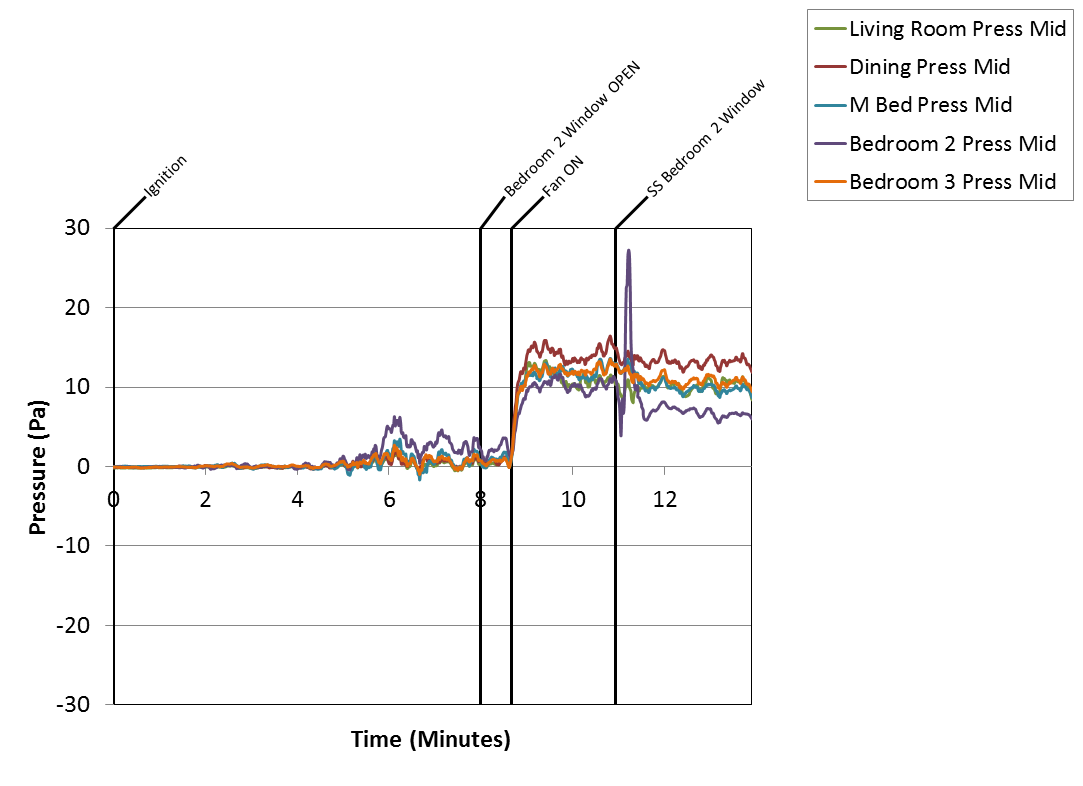 Living Room Press Mid
Dining Press Mid
M Bed Press Mid
Bedroom 2 Press Mid
Bedroom 3 Press Mid
Ignition
Bedroom 2 Window OPEN
Fan ON
SS Bedroom 2 Window
30
20
10
0
-10
-20
-30
0 2 4 6 8 10 12
Pressure (Pa)
Time (Minutes)